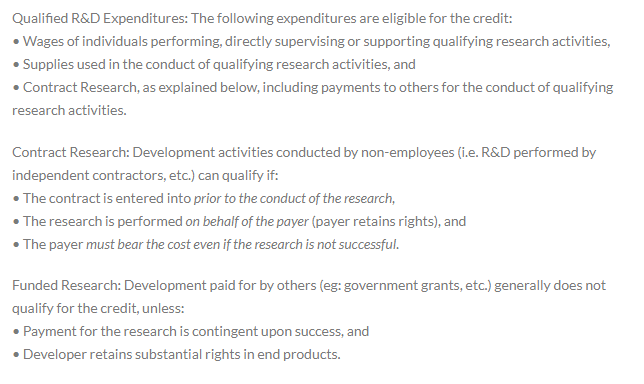 Qualified R&D Expenditures: The following expenditures are eligible for the credit:
• Wages of individuals performing, directly supervising or supporting qualifying research activities,
• Supplies used in the conduct of qualifying research activities, and
• Contract Research, as explained below, including payments to others for the conduct of qualifying
research activities.
Contract Research: Development activities conducted by non-employees (i.e. R&D performed by
independent contractors, etc.) can qualify if:
• The contract is entered into prior to the conduct of the research,
• The research is performed on behalf of the payer (payer retains rights), and
• The payer must bear the cost even if the research is not successful.
Funded Research: Development paid for by others (eg: government grants, etc.) generally does not
qualify for the credit, unless:
• Payment for the research is contingent upon success, and
• Developer retains substantial rights in end products.